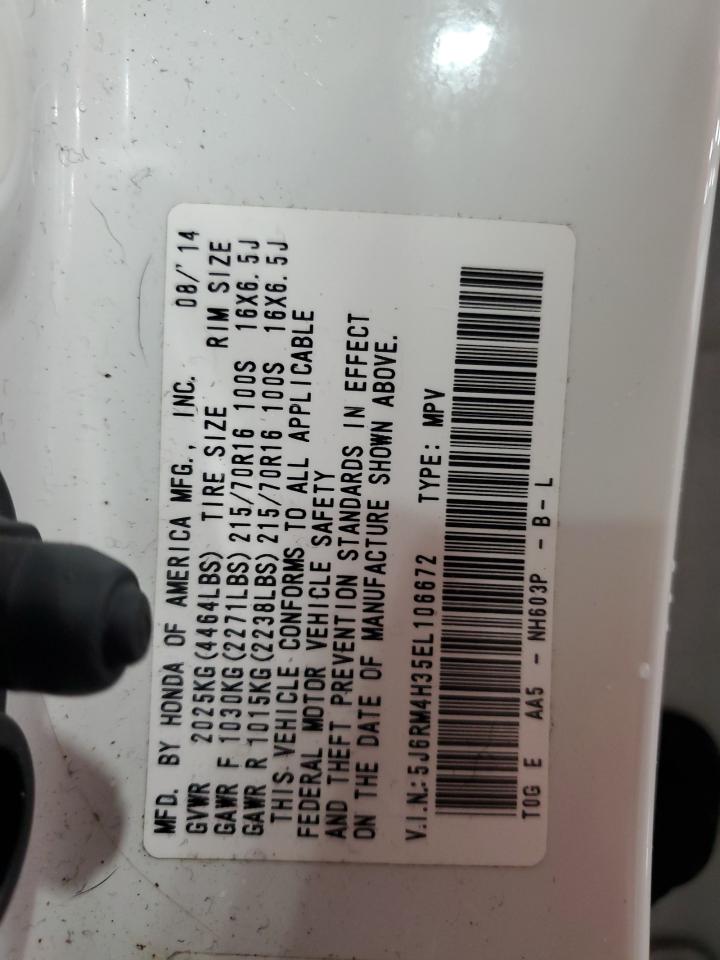 MFD. BY HONDA OF AMERICA MFG., INC. 08/'14
GVWR 2025KG(4464LBS) TIRE SIZE RIM SIZE
GAWR F 1030KG(2271LBS) 215/70R16 100S 16X6.5J
GAWR R 1015KG(2238LBS) 215/70R16 100S 16X6.5J
THIS VEHICLE CONFORMS TO ALL APPLICABLE
FEDERAL MOTOR VEHICLE SAFETY
AND THEFT PREVENTION STANDARDS IN EFFECT
ON THE DATE OF MANUFACTURE SHOWN ABOVE.
V.I.N.:5J6RM4H35EL106672 TYPE: MPV
T0G E AA5 - NH603P - B - L